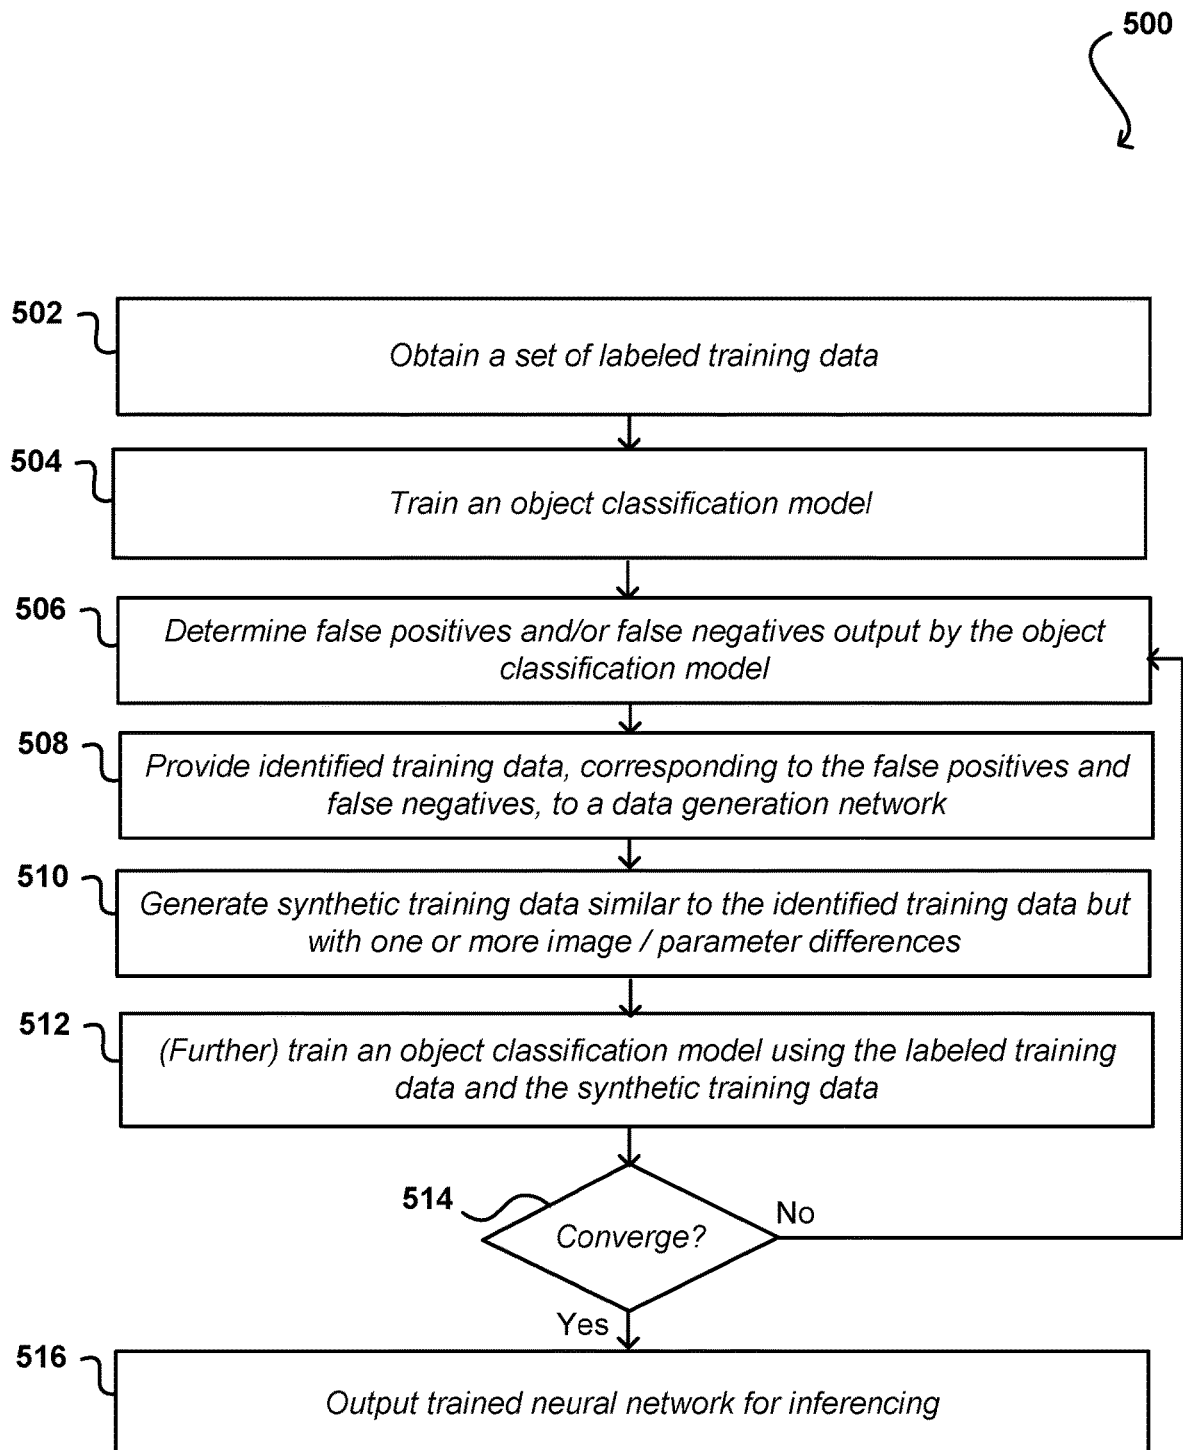 500
502
Obtain a set of labeled training data
504
Train an object classification model
506
Determine false positives and/or false negatives output by the object
classification model
508
Provide identified training data, corresponding to the false positives and
false negatives, to a data generation network
510
Generate synthetic training data similar to the identified training data but
with one or more image / parameter differences
512
(Further) train an object classification model using the labeled training
data and the synthetic training data
514
Converge?
No
Yes
516
Output trained neural network for inferencing